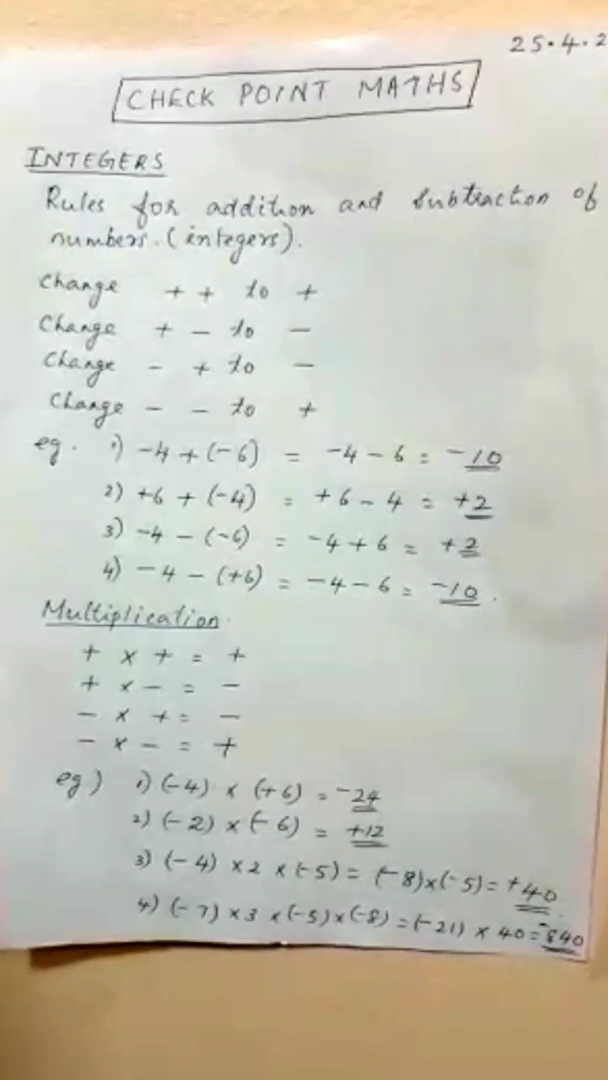 25.4.2
CHECK POINT MATHS
INTEGERS
Rules for addition and subtraction of
numbers. (integers).
Change + + to +
Change + - to -
Change - + to -
Change - - to +
eg. 1) -4 + (-6) = -4 - 6 = -10
2) +6 + (-4) = +6 - 4 = +2
3) -4 - (-6) = -4 + 6 = +2
4) -4 - (+6) = -4 - 6 = -10.
Multiplication.
+ x + = +
+ x - = -
- x + = -
- x - = +
eg) 1) (-4) x (+6) = -24
2) (-2) x (-6) = +12
3) (-4) x 2 x (-5) = (-8) x (-5) = +40.
4) (-7) x 3 x (-5) x (-8) = (-21) x 40 = -840